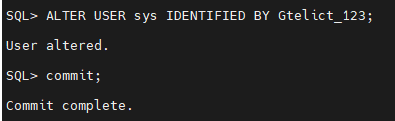 SQL> ALTER USER sys IDENTIFIED BY Gtelict_123;
User altered.
SQL> commit;
Commit complete.